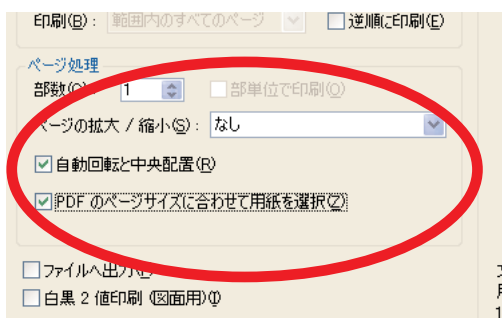 印刷(B)： 範囲内のすべてのページ □逆順に印刷(E)
ページ処理
部数(C)： 1 □部単位で印刷(O)
ページの拡大 / 縮小(S)： なし
自動回転と中央配置(R)
PDF のページサイズに合わせて用紙を選択(Z)
ファイルへ出力(F)
白黒 2 値印刷 (図面用)(I)